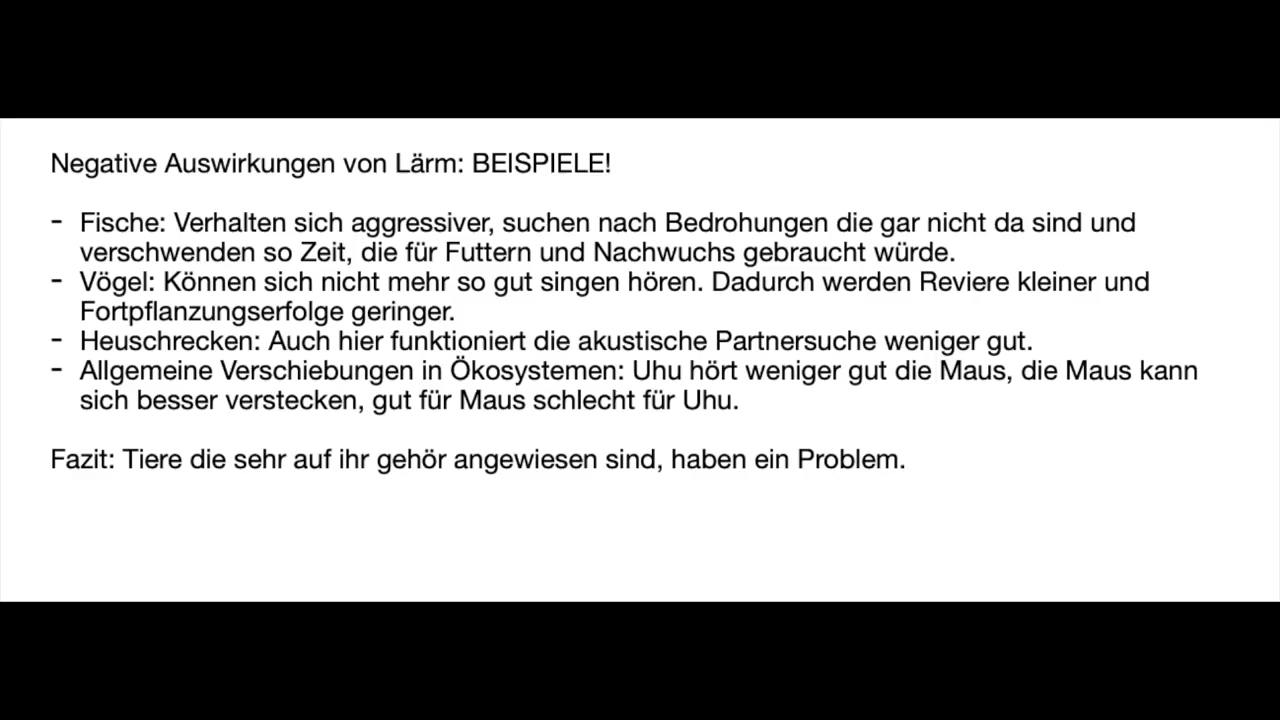 Negative Auswirkungen von Lärm: BEISPIELE!
- Fische: Verhalten sich aggressiver, suchen nach Bedrohungen die gar nicht da sind und
verschwenden so Zeit, die für Futtern und Nachwuchs gebraucht würde.
- Vögel: Können sich nicht mehr so gut singen hören. Dadurch werden Reviere kleiner und
Fortpflanzungserfolge geringer.
- Heuschrecken: Auch hier funktioniert die akustische Partnersuche weniger gut.
- Allgemeine Verschiebungen in Ökosystemen: Uhu hört weniger gut die Maus, die Maus kann
sich besser verstecken, gut für Maus schlecht für Uhu.
Fazit: Tiere die sehr auf ihr gehör angewiesen sind, haben ein Problem.